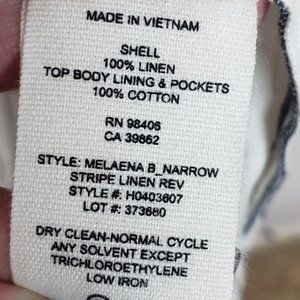 MADE IN VIETNAM
SHELL
100% LINEN
TOP BODY LINING & POCKETS
100% COTTON
RN 98406
CA 39862
STYLE: MELAENA B_NARROW
STRIPE LINEN REV
STYLE #: H0403607
LOT #: 373680
DRY CLEAN-NORMAL CYCLE
ANY SOLVENT EXCEPT
TRICHLOROETHYLENE
LOW IRON